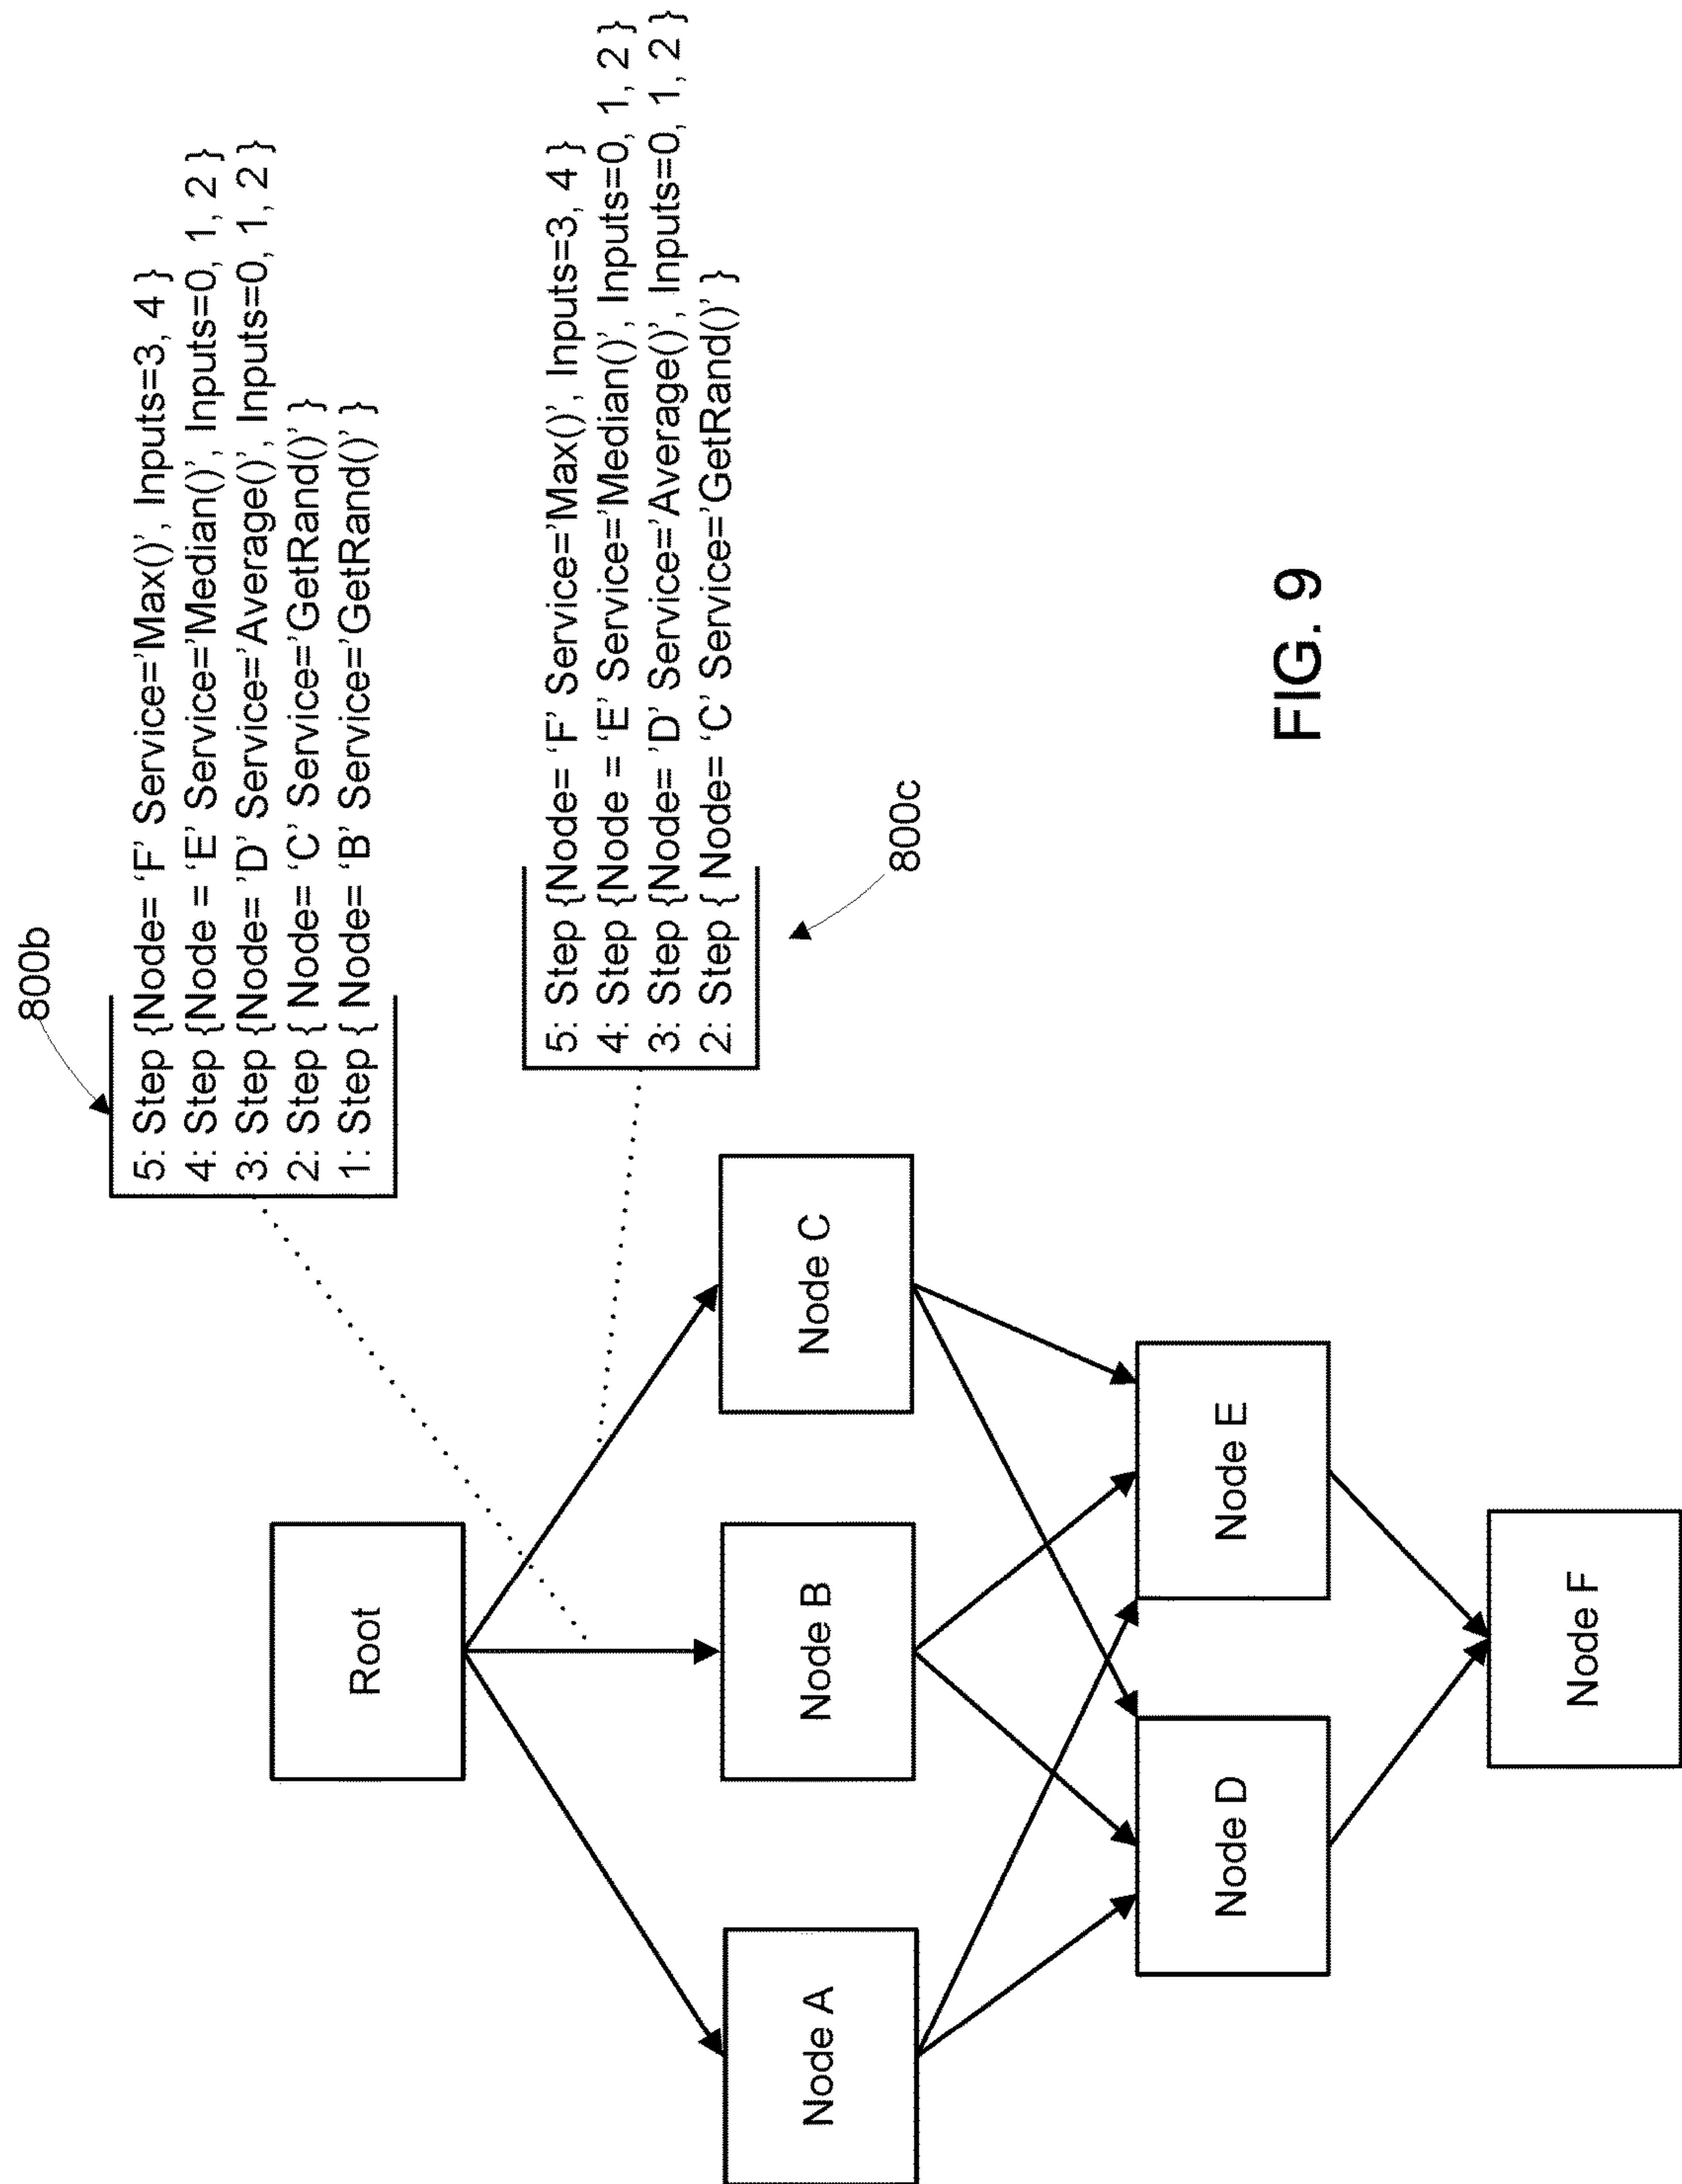 800b
5: Step {Node= ‘F’ Service=’Max()’, Inputs=3, 4 }
4: Step {Node = ‘E’ Service=’Median()’, Inputs=0, 1, 2 }
3: Step {Node= ’D’ Service=’Average()’, Inputs=0, 1, 2 }
2: Step { Node= ‘C’ Service=’GetRand()’ }
1: Step { Node= ’B’ Service=’GetRand()’ }
5: Step {Node= ‘F’ Service=’Max()’, Inputs=3, 4 }
4: Step {Node = ‘E’ Service=’Median()’, Inputs=0, 1, 2 }
3: Step {Node= ’D’ Service=’Average()’, Inputs=0, 1, 2 }
2: Step { Node= ‘C’ Service=’GetRand()’ }
800c
Root
Node A
Node B
Node C
Node D
Node E
Node F
FIG. 9